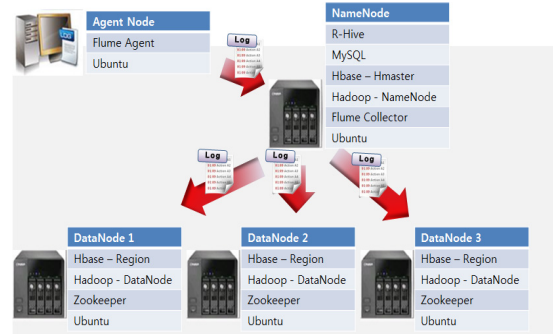 Agent Node
Flume Agent
Ubuntu
LOG
Log
NameNode
R-Hive
MySQL
Hbase – Hmaster
Hadoop - NameNode
Flume Collector
Ubuntu
Log
Log
Log
DataNode 1
Hbase – Region
Hadoop - DataNode
Zookeeper
Ubuntu
DataNode 2
Hbase – Region
Hadoop - DataNode
Zookeeper
Ubuntu
DataNode 3
Hbase – Region
Hadoop - DataNode
Zookeeper
Ubuntu